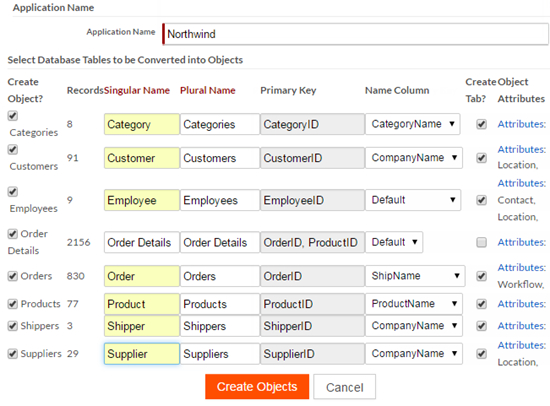 Application Name
Application Name Northwind
Select Database Tables to be Converted into Objects
Create Object? Records Singular Name Plural Name Primary Key Name Column Create Tab? Object Attributes
Categories 8 Category Categories CategoryID CategoryName Attributes:
Customers 91 Customer Customers CustomerID CompanyName Attributes: Location,
Employees 9 Employee Employees EmployeeID Default Attributes: Contact, Location,
Order Details 2156 Order Details Order Details OrderID, ProductID Default Attributes:
Orders 830 Order Orders OrderID ShipName Attributes: Workflow,
Products 77 Product Products ProductID ProductName Attributes:
Shippers 3 Shipper Shippers ShipperID CompanyName Attributes:
Suppliers 29 Supplier Suppliers SupplierID CompanyName Attributes: Location,
Create Objects Cancel